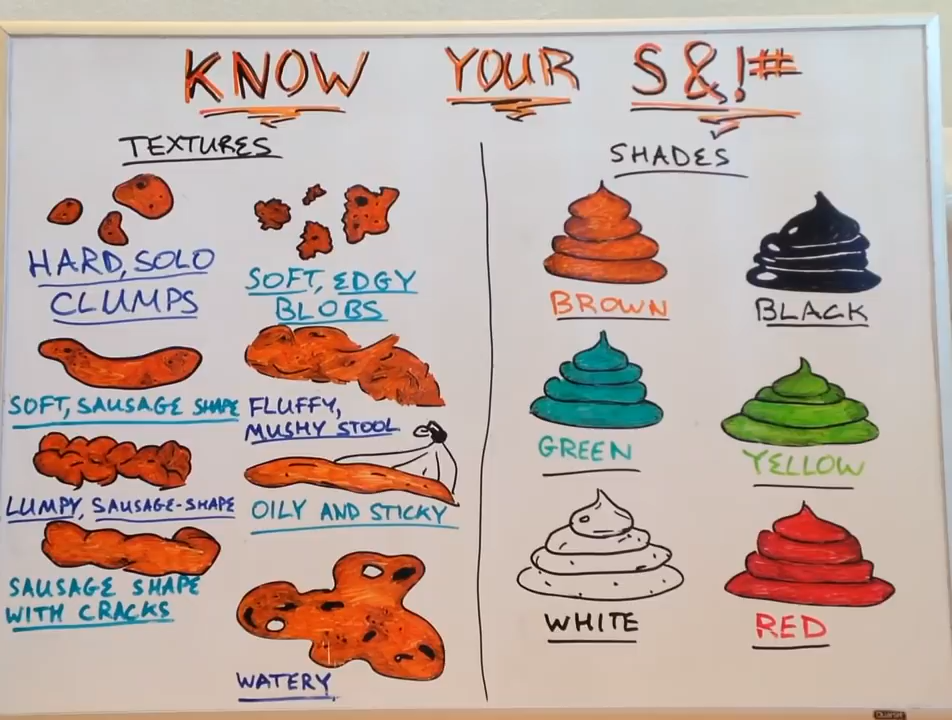 KNOW YOUR S&!#
TEXTURES
HARD, SOLO
CLUMPS
SOFT, EDGY
BLOBS
SOFT, SAUSAGE SHAPE
FLUFFY,
MUSHY STOOL
LUMPY, SAUSAGE-SHAPE
OILY AND STICKY
SAUSAGE SHAPE
WITH CRACKS
WATERY
SHADES
BROWN
BLACK
GREEN
YELLOW
WHITE
RED